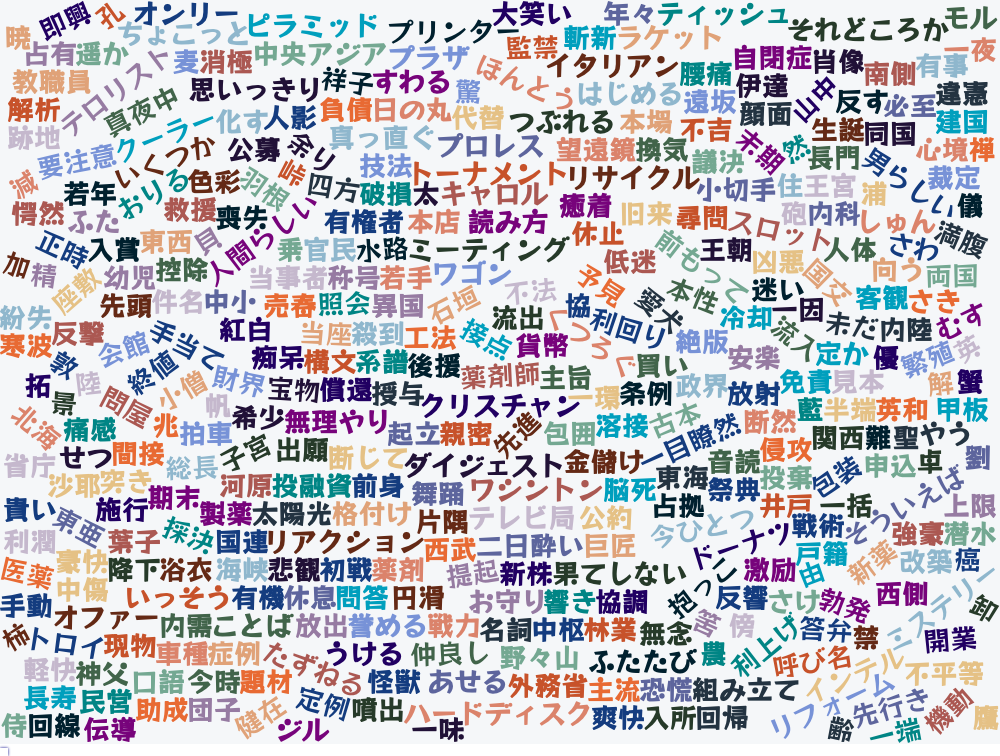 暁 即興 孔 オンリー ちょこっと ピラミッド プリンター 大笑い 年々 ティッシュ それどころか モル
占有 遥か 麦 消極 中央アジア プラザ 監禁 斬新 ラケット 一夜
教職員 テロリスト 思いっきり 祥子 すわる 驚 ほんとう イタリアン 腰痛 自閉症 肖像 南側 有事
解析 真夜中 化す 人影 負債 日の丸 代替 つぶれる はじめる 本場 遠坂 伊達 顔面 山中 反す 必至 違憲
跡地 クーラー 公募 余り 真っ直ぐ プロレス 望遠鏡 換気 不吉 末期 然 生誕 同国 建国
要注意 いくつか 峠 技法 トーナメント リサイクル 議決 長門 男らしい 心境 禅
減 若年 おりる 色彩 羽根 四方 破損 太 キャロル 小切手 住 王宮 浦 裁定
愕然 ふた 救援 喪失 人間らしい 有権者 本店 読み方 癒着 旧来 尋問 スロット 砲 内科 しゅん 儀
正時 入賞 東西 貝 乗 官民 水路 ミーティング 休止 前もって 王朝 人体 さわ 満腹
加 精 座敷 幼児 控除 当事者 称号 若手 ワゴン 不法 予見 低迷 本性 凶悪 国交 向う 両国
紛失 先頭 件名 中小 売春 照会 異国 石垣 流出 協 愛犬 迷い 一因 客観 さき
寒波 反撃 会館 手当て 紅白 当座 殺到 工法 接点 貨幣 くつろぐ 利回り 冷却 流入 未だ 内陸 むす
敦 終値 痴呆 構文 系譜 後援 薬剤師 主旨 買い 絶版 安楽 定か 優 繁殖 英
拓 陸 問屋 小僧 財界 宝物 償還 授与 クリスチャン 一環 条例 政界 放射 免責 見本 解 蟹
景 北海 痛感 兆 拍車 帆 希少 無理やり 起立 親密 先進 包囲 溶接 古本 一目瞭然 断然 藍 半端 英和 甲板
省庁 せつ 間接 総長 子宮 出願 断じて ダイジェスト 金儲け 音読 侵攻 関西 難 聖 やう
沙耶 突き 河原 投融資 前身 舞踊 ワシントン 脳死 東海 祭典 投棄 包装 申込 卓 劉
貴い 東亜 施行 期末 製薬 太陽光 格付け 片隅 テレビ局 公約 占拠 今ひとつ 井戸 一括 そういえば 上限
利潤 葉子 採決 国連 リアクション 西武 二日酔い 巨匠 ドーナツ 戦術 強豪 潜水
医薬 豪快 中傷 降下 浴衣 海峡 悲観 初戦 薬剤 提起 新株 果てしない 抱っこ 激励 戸籍 由 新薬 改築 癌
手動 オファー いっそう 有機 休息 問答 円滑 お守り 響き 協調 反響 さけ 勃発 西側 ミステリー 卸
柿 トロイ 現物 内需 ことば 放出 誉める 戦力 名詞 中枢 林業 無念 苦 傍 利上げ 答弁 禁 開業
軽快 神父 車種 症例 たずねる うける 仲良し 野々山 ふたたび 農 呼び名 インテル 不平等
長寿 民営 口語 今時 題材 定例 怪獣 あせる 外務省 主流 恐慌 組み立て リフォーム 先行き 機動
侍 回線 伝導 助成 団子 健在 ジル 噴出 一味 ハードディスク 爽快 入所 回帰 齢 一端 鷹